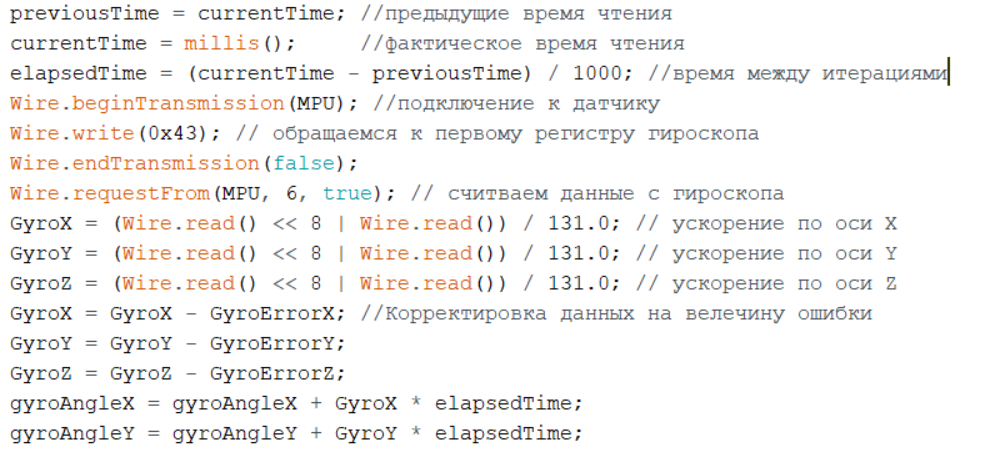 previousTime = currentTime; //предыдущие время чтения
currentTime = millis();     //фактическое время чтения
elapsedTime = (currentTime - previousTime) / 1000; //время между итерациями
Wire.beginTransmission(MPU); //подключение к датчику
Wire.write(0x43); // обращаемся к первому регистру гироскопа
Wire.endTransmission(false);
Wire.requestFrom(MPU, 6, true); // считваем данные с гироскопа
GyroX = (Wire.read() << 8 | Wire.read()) / 131.0; // ускорение по оси X
GyroY = (Wire.read() << 8 | Wire.read()) / 131.0; // ускорение по оси Y
GyroZ = (Wire.read() << 8 | Wire.read()) / 131.0; // ускорение по оси Z
GyroX = GyroX - GyroErrorX; //Корректировка данных на велечину ошибки
GyroY = GyroY - GyroErrorY;
GyroZ = GyroZ - GyroErrorZ;
gyroAngleX = gyroAngleX + GyroX * elapsedTime;
gyroAngleY = gyroAngleY + GyroY * elapsedTime;